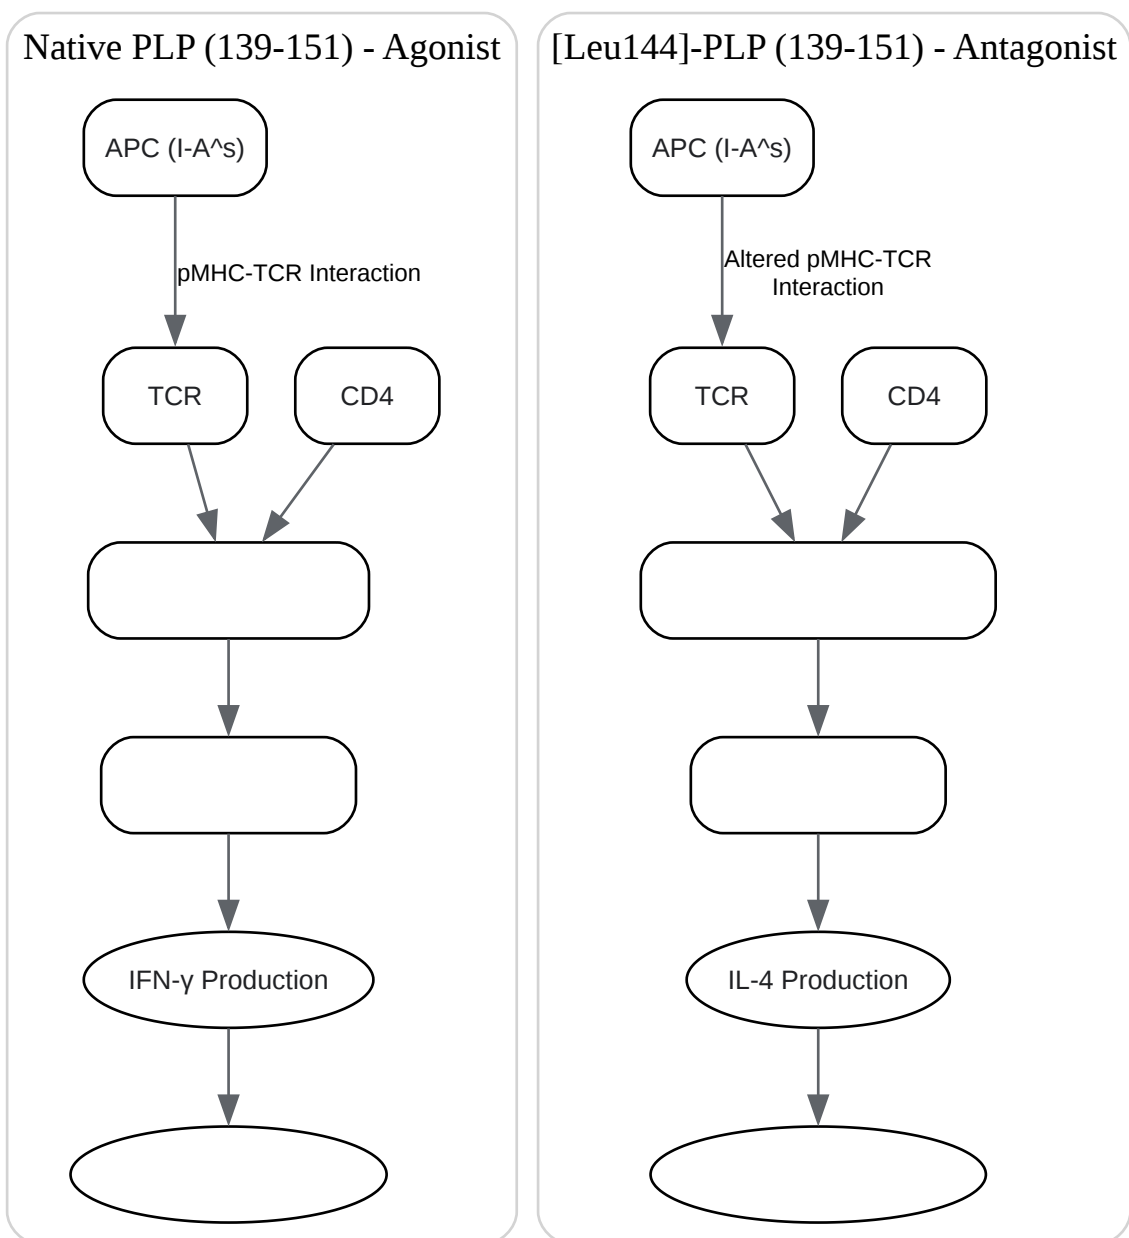 Native PLP (139-151) - Agonist
APC (I-A^s)
pMHC-TCR Interaction
TCR
CD4
IFN-γ Production
[Leu144]-PLP (139-151) - Antagonist
APC (I-A^s)
Altered pMHC-TCR
Interaction
TCR
CD4
IL-4 Production